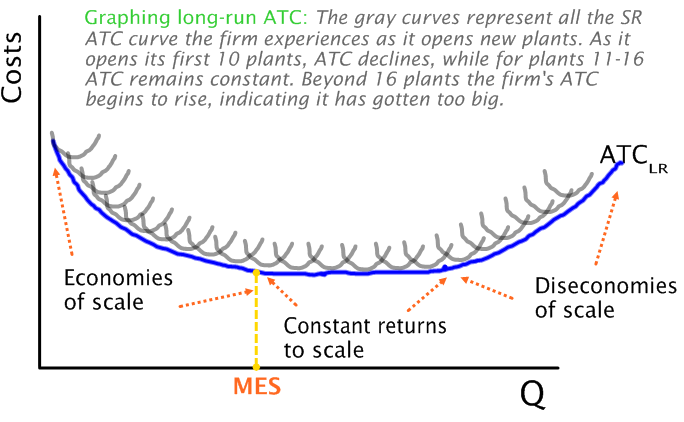 Graphing long-run ATC: The gray curves represent all the SR
ATC curve the firm experiences as it opens new plants. As it
opens its first 10 plants, ATC declines, while for plants 11-16
ATC remains constant. Beyond 16 plants the firm's ATC
begins to rise, indicating it has gotten too big.
Costs
ATCLR
Economies
of scale
Diseconomies
of scale
Constant returns
to scale
MES
Q